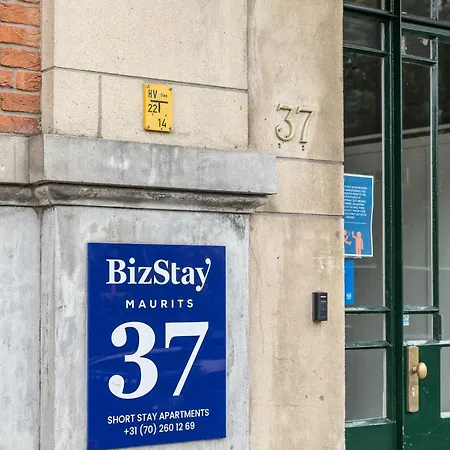 HV
22
14
37
BizStay
MAURITS
37
SHORT STAY APARTMENTS
+31 (70) 260 12 69